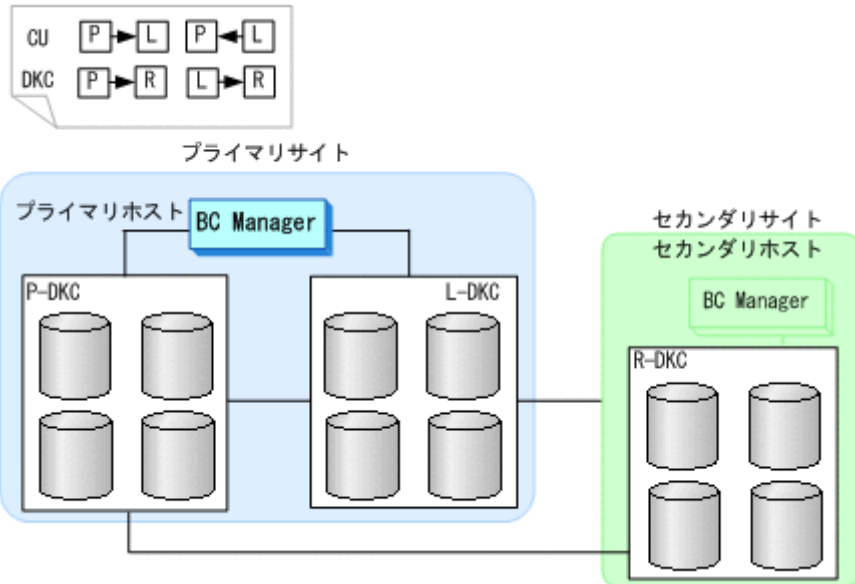 CU P L P L
DKC P R L R
プライマリサイト
プライマリホスト
BC Manager
P-DKC
L-DKC
セカンダリサイト
セカンダリホスト
BC Manager
R-DKC